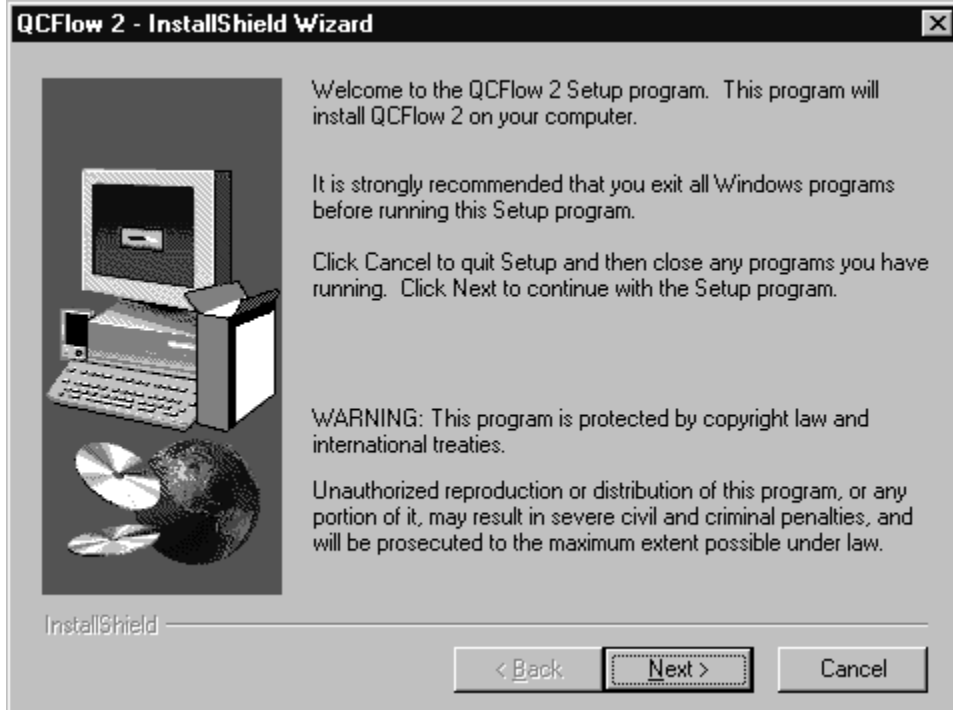 QCFlow 2 - InstallShield Wizard
Welcome to the QCFlow 2 Setup program.  This program will
install QCFlow 2 on your computer.
It is strongly recommended that you exit all Windows programs
before running this Setup program.
Click Cancel to quit Setup and then close any programs you have
running.  Click Next to continue with the Setup program.
WARNING: This program is protected by copyright law and
international treaties.
Unauthorized reproduction or distribution of this program, or any
portion of it, may result in severe civil and criminal penalties, and
will be prosecuted to the maximum extent possible under law.
InstallShield
< Back
Next >
Cancel